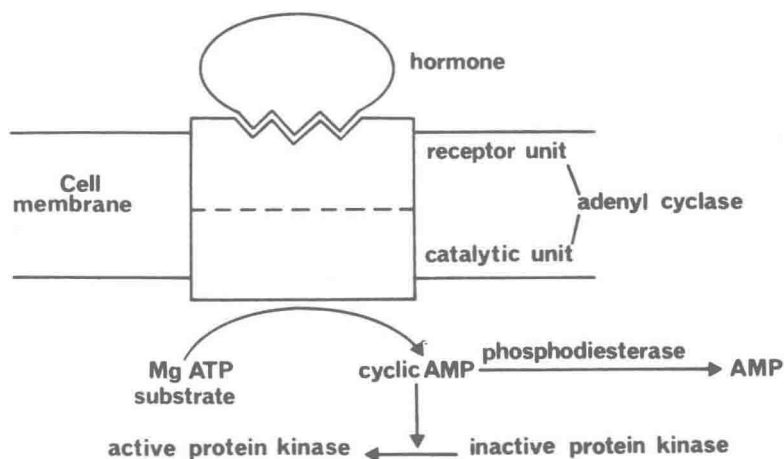 hormone
receptor unit
Cell
membrane
adenyl cyclase
catalytic unit
phosphodiesterase
Mg ATP
substrate
cyclic AMP
AMP
active protein kinase
inactive protein kinase